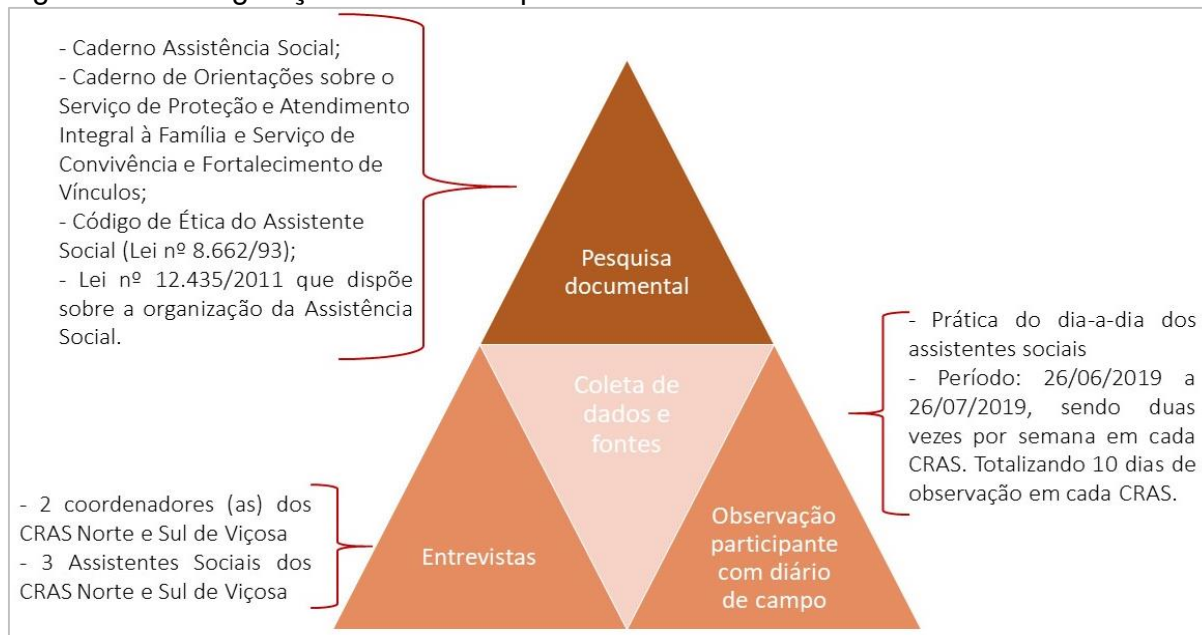 - Caderno Assistência Social;
- Caderno de Orientações sobre o
Serviço de Proteção e Atendimento
Integral à Família e Serviço de
Convivência e Fortalecimento de
Vínculos;
- Código de Ética do Assistente
Social (Lei nº 8.662/93);
- Lei nº 12.435/2011 que dispõe
sobre a organização da Assistência
Social.
Pesquisa
documental
Coleta de
dados e
fontes
- Prática do dia-a-dia dos
assistentes sociais
- Período: 26/06/2019 a
26/07/2019, sendo duas
vezes por semana em cada
CRAS. Totalizando 10 dias de
observação em cada CRAS.
- 2 coordenadores (as) dos
CRAS Norte e Sul de Viçosa
- 3 Assistentes Sociais dos
CRAS Norte e Sul de Viçosa
Entrevistas
Observação
participante
com diário
de campo